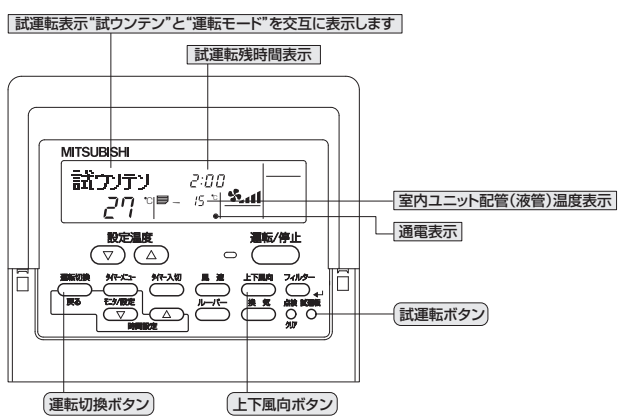 試運転表示“試ウンテン”と“運転モード”を交互に表示します
試運転残時間表示
MITSUBISHI
試ウンテン
2:00
27 ℃
15 ℃
室内ユニット配管(液管)温度表示
通電表示
設定温度
運転/停止
運転切換 タイマーメニュー タイマー入切 風速 上下風向 フィルター
戻る モニタ/設定 ルーバー 換気 点検 試運転
時間設定
クリア
試運転ボタン
運転切換ボタン
上下風向ボタン